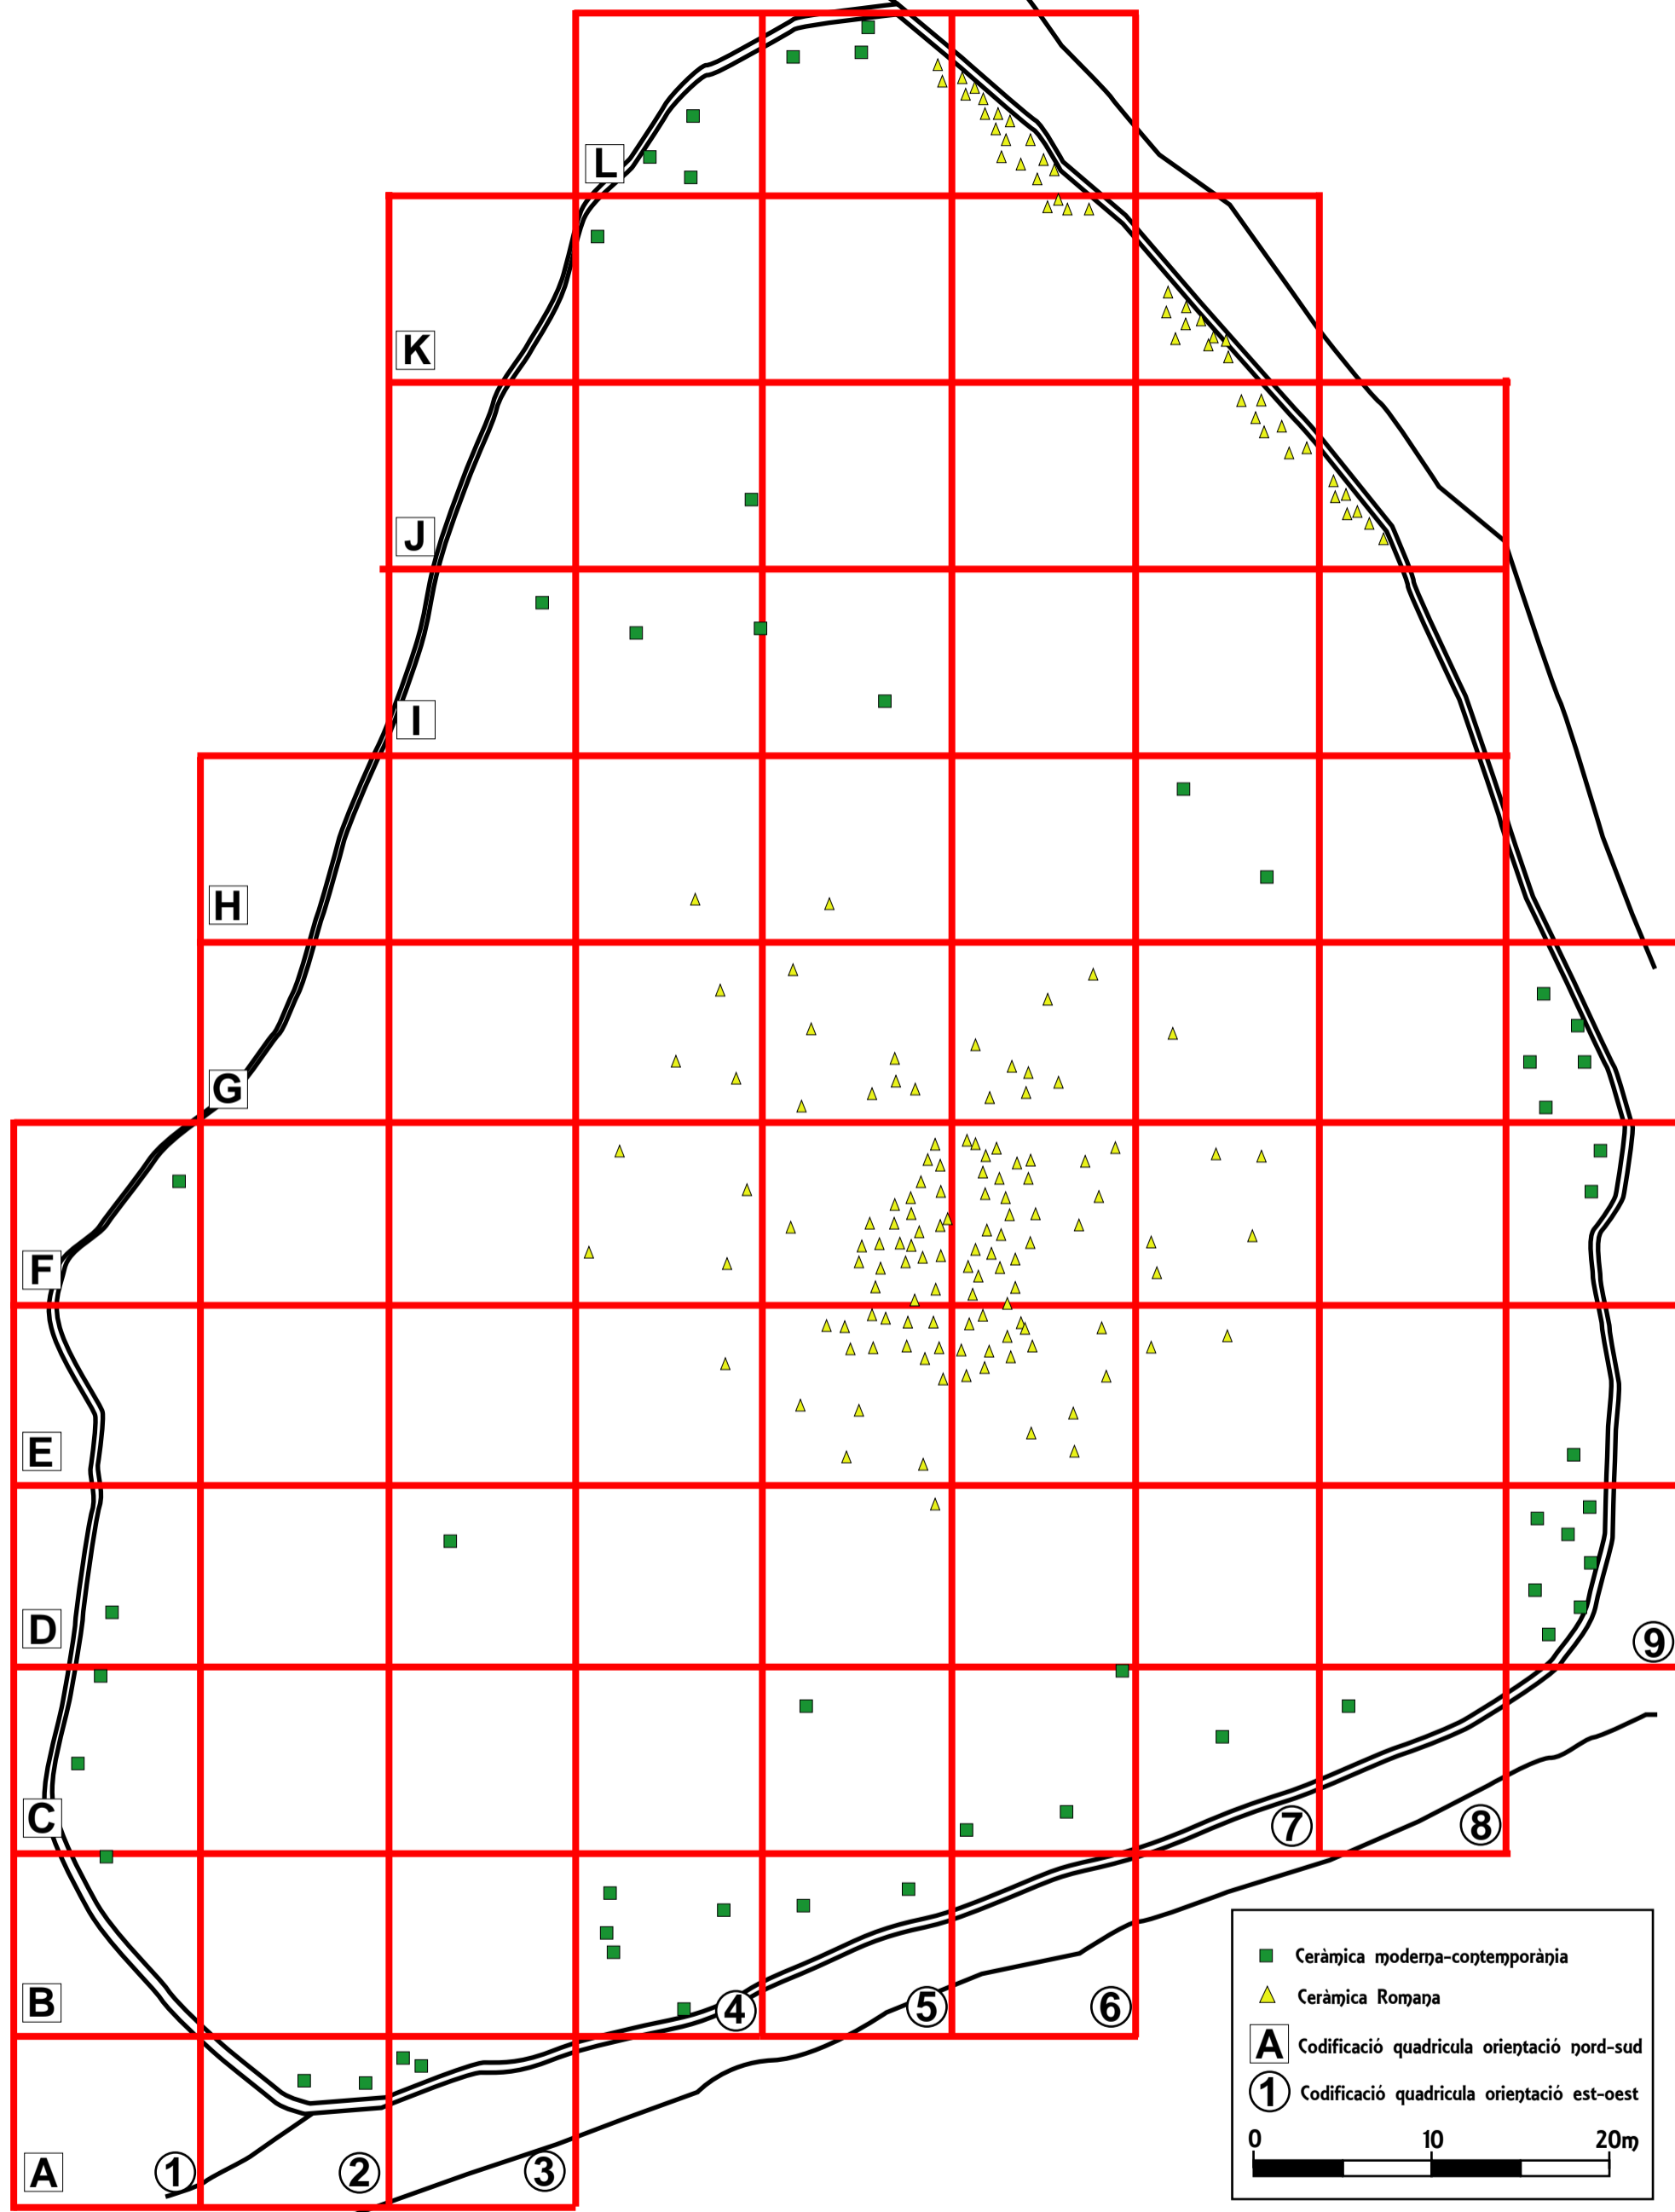 L
K
J
I
H
G
F
E
D
9
C
7
8
B
4
5
6
A
1
2
3
Ceràmica moderna-contemporània
Ceràmica Romana
A Codificació quadricula orientació nord-sud
1 Codificació quadricula orientació est-oest
0 10 20m